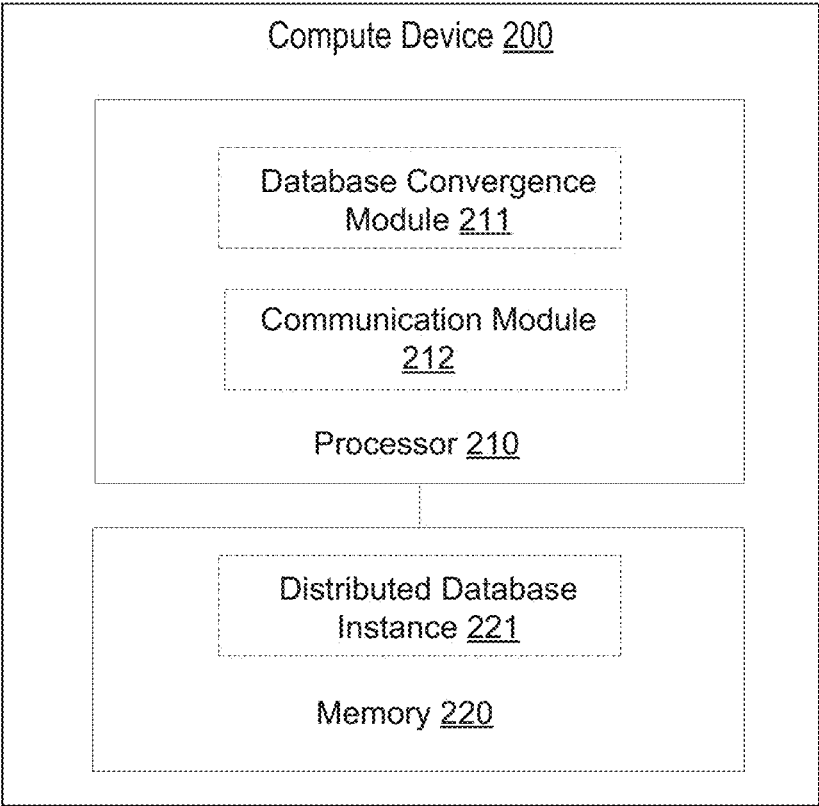 Compute Device 200
Database Convergence
Module 211
Communication Module
212
Processor 210
Distributed Database
Instance 221
Memory 220